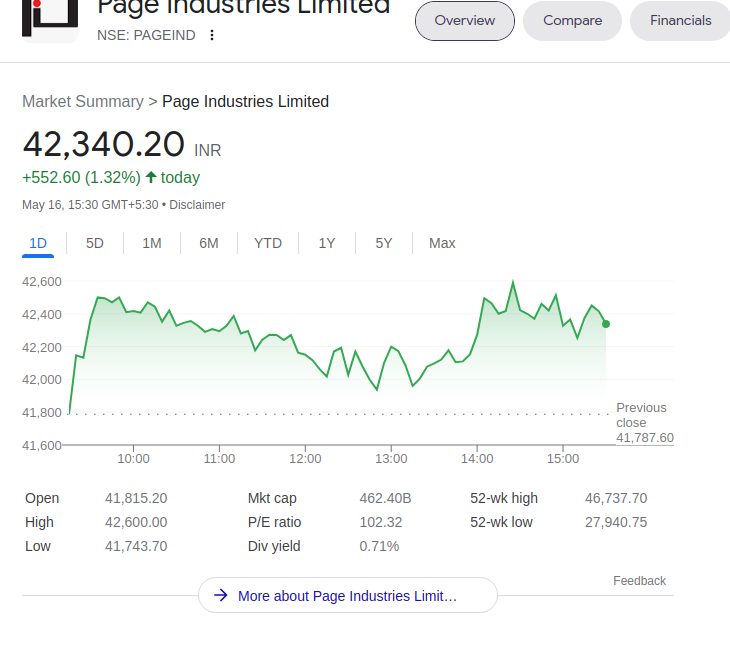 Page Industries Limited
NSE: PAGEIND
Overview
Compare
Financials
Market Summary > Page Industries Limited
42,340.20 INR
+552.60 (1.32%) today
May 16, 15:30 GMT+5:30 • Disclaimer
1D 5D 1M 6M YTD 1Y 5Y Max
42,600
42,400
42,200
42,000
41,800
41,600
Previous
close
41,787.60
10:00 11:00 12:00 13:00 14:00 15:00
Open 41,815.20 Mkt cap 462.40B 52-wk high 46,737.70
High 42,600.00 P/E ratio 102.32 52-wk low 27,940.75
Low 41,743.70 Div yield 0.71%
Feedback
More about Page Industries Limit…